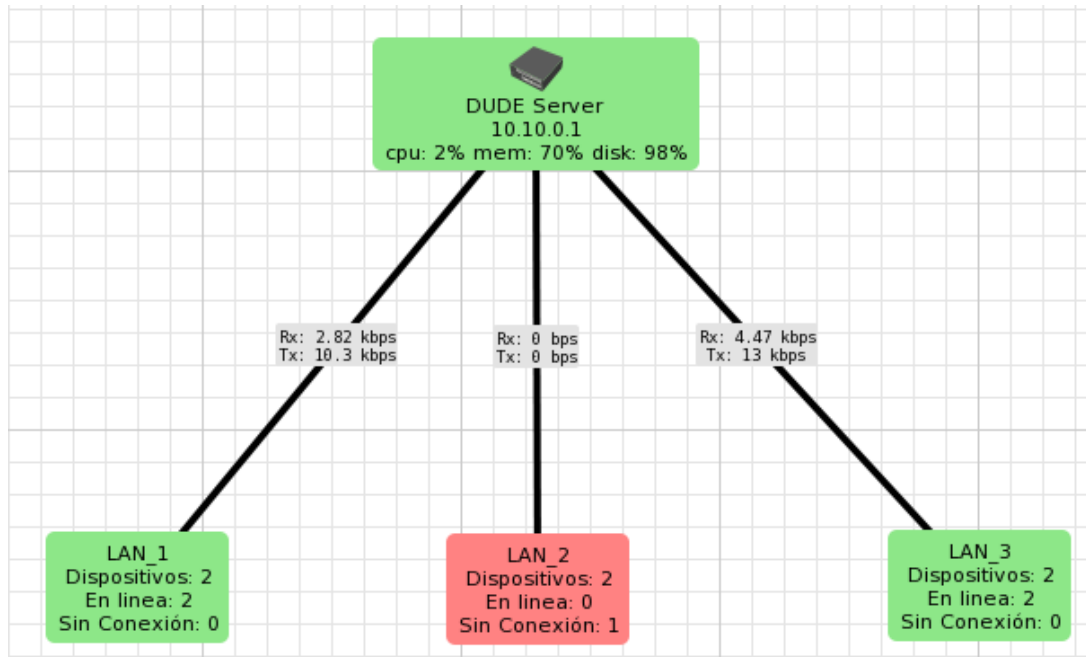 DUDE Server
10.10.0.1
cpu: 2% mem: 70% disk: 98%
Rx: 2.82 kbps
Tx: 10.3 kbps
Rx: 0 bps
Tx: 0 bps
Rx: 4.47 kbps
Tx: 13 kbps
LAN_1
Dispositivos: 2
En linea: 2
Sin Conexión: 0
LAN_2
Dispositivos: 2
En linea: 0
Sin Conexión: 1
LAN_3
Dispositivos: 2
En linea: 2
Sin Conexión: 0